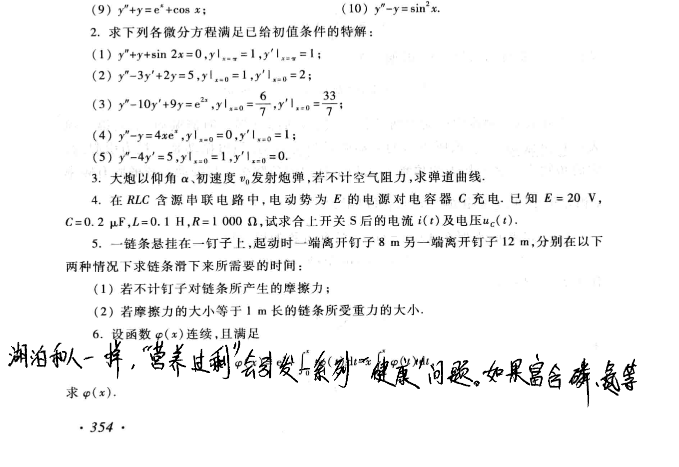 (9) y″+y=eˣ+cos x;  (10) y″-y=sin²x.
2. 求下列各微分方程满足已给初值条件的特解:
(1) y″+y+sin 2x=0,y|ₓ₌π=1,y′|ₓ₌π=1;
(2) y″-3y′+2y=5,y|ₓ₌₀=1,y′|ₓ₌₀=2;
(3) y″-10y′+9y=e²ˣ,y|ₓ₌₀=6/7,y′|ₓ₌₀=33/7;
(4) y″-y=4xeˣ,y|ₓ₌₀=0,y′|ₓ₌₀=1;
(5) y″-4y′=5,y|ₓ₌₀=1,y′|ₓ₌₀=0.
3. 大炮以仰角 α、初速度 v₀发射炮弹,若不计空气阻力,求弹道曲线.
4. 在 RLC 含源串联电路中,电动势为 E 的电源对电容器 C 充电.已知 E=20 V,
C=0.2 μF,L=0.1 H,R=1 000 Ω,试求合上开关 S 后的电流 i(t)及电压u_C(t).
5. 一链条悬挂在一钉子上,起动时一端离开钉子 8 m 另一端离开钉子 12 m,分别在以下
两种情况下求链条滑下来所需要的时间:
(1) 若不计钉子对链条所产生的摩擦力;
(2) 若摩擦力的大小等于 1 m 长的链条所受重力的大小.
6. 设函数 φ(x)连续,且满足
湖泊和人一样,“营养过剩”会引发一系列“健康”问题。如果富含磷、氮等
求 φ(x).
· 354 ·